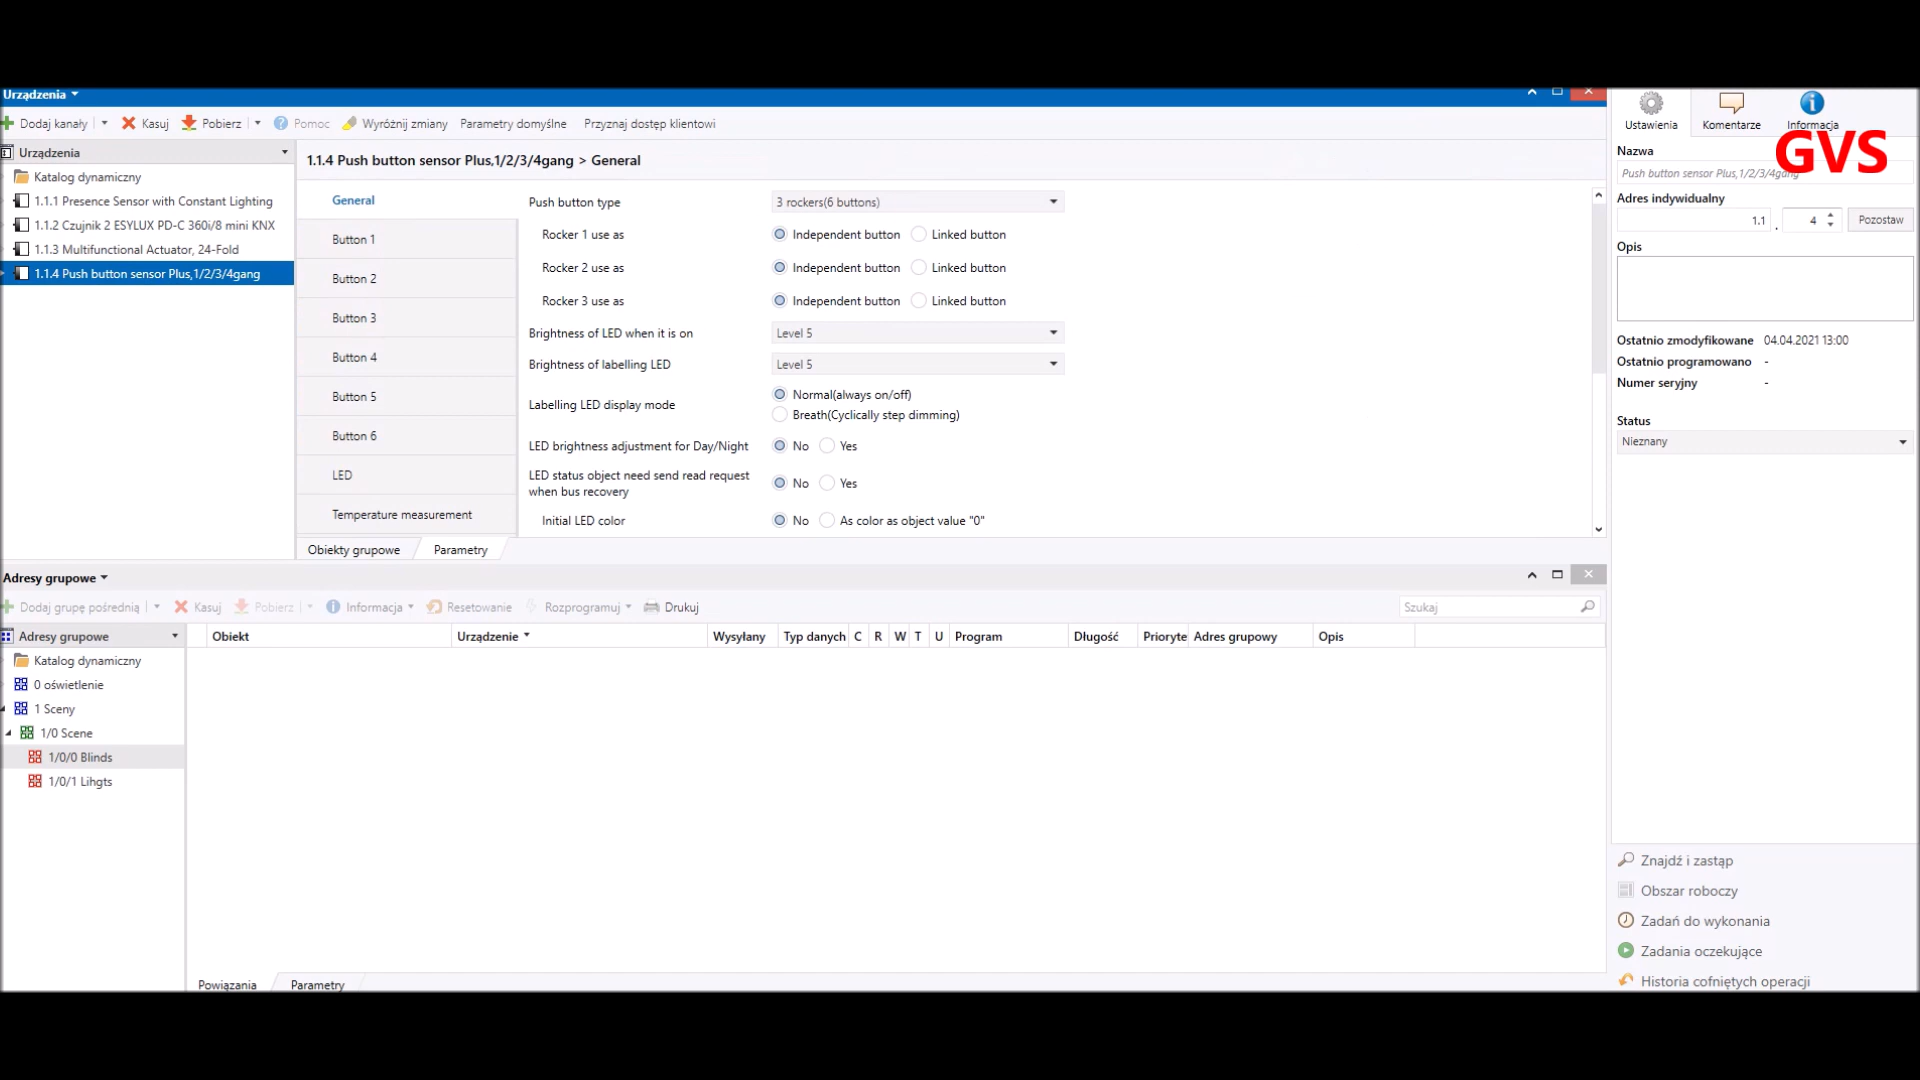 Urządzenia
Dodaj kanały
Kasuj
Pobierz
Pomoc
Wyróżnij zmiany
Parametry domyślne
Przyznaj dostęp klientowi
Urządzenia
Katalog dynamiczny
1.1.1 Presence Sensor with Constant Lighting
1.1.2 Czujnik 2 ESYLUX PD-C 360i/8 mini KNX
1.1.3 Multifunctional Actuator, 24-Fold
1.1.4 Push button sensor Plus,1/2/3/4gang
1.1.4 Push button sensor Plus,1/2/3/4gang > General
General
Button 1
Button 2
Button 3
Button 4
Button 5
Button 6
LED
Temperature measurement
Push button type
3 rockers(6 buttons)
Rocker 1 use as
Independent button
Linked button
Rocker 2 use as
Independent button
Linked button
Rocker 3 use as
Independent button
Linked button
Brightness of LED when it is on
Level 5
Brightness of labelling LED
Level 5
Labelling LED display mode
Normal(always on/off)
Breath(Cyclically step dimming)
LED brightness adjustment for Day/Night
No
Yes
LED status object need send read request
when bus recovery
No
Yes
Initial LED color
No
As color as object value "0"
Obiekty grupowe
Parametry
Ustawienia
Komentarze
Informacja
GVS
Nazwa
Push button sensor Plus,1/2/3/4gang
Adres indywidualny
1.1
.
4
Pozostaw
Opis
Ostatnio zmodyfikowane 04.04.2021 13:00
Ostatnio programowano -
Numer seryjny -
Status
Nieznany
Adresy grupowe
Dodaj grupę pośrednią
Kasuj
Pobierz
Informacja
Resetowanie
Rozprogramuj
Drukuj
Szukaj
Adresy grupowe
Katalog dynamiczny
0 oświetlenie
1 Sceny
1/0 Scene
1/0/0 Blinds
1/0/1 Lihgts
Obiekt
Urządzenie
Wysyłany
Typ danych
C
R
W
T
U
Program
Długość
Prioryte
Adres grupowy
Opis
Powiązania
Parametry
Znajdź i zastąp
Obszar roboczy
Zadań do wykonania
Zadania oczekujące
Historia cofniętych operacji